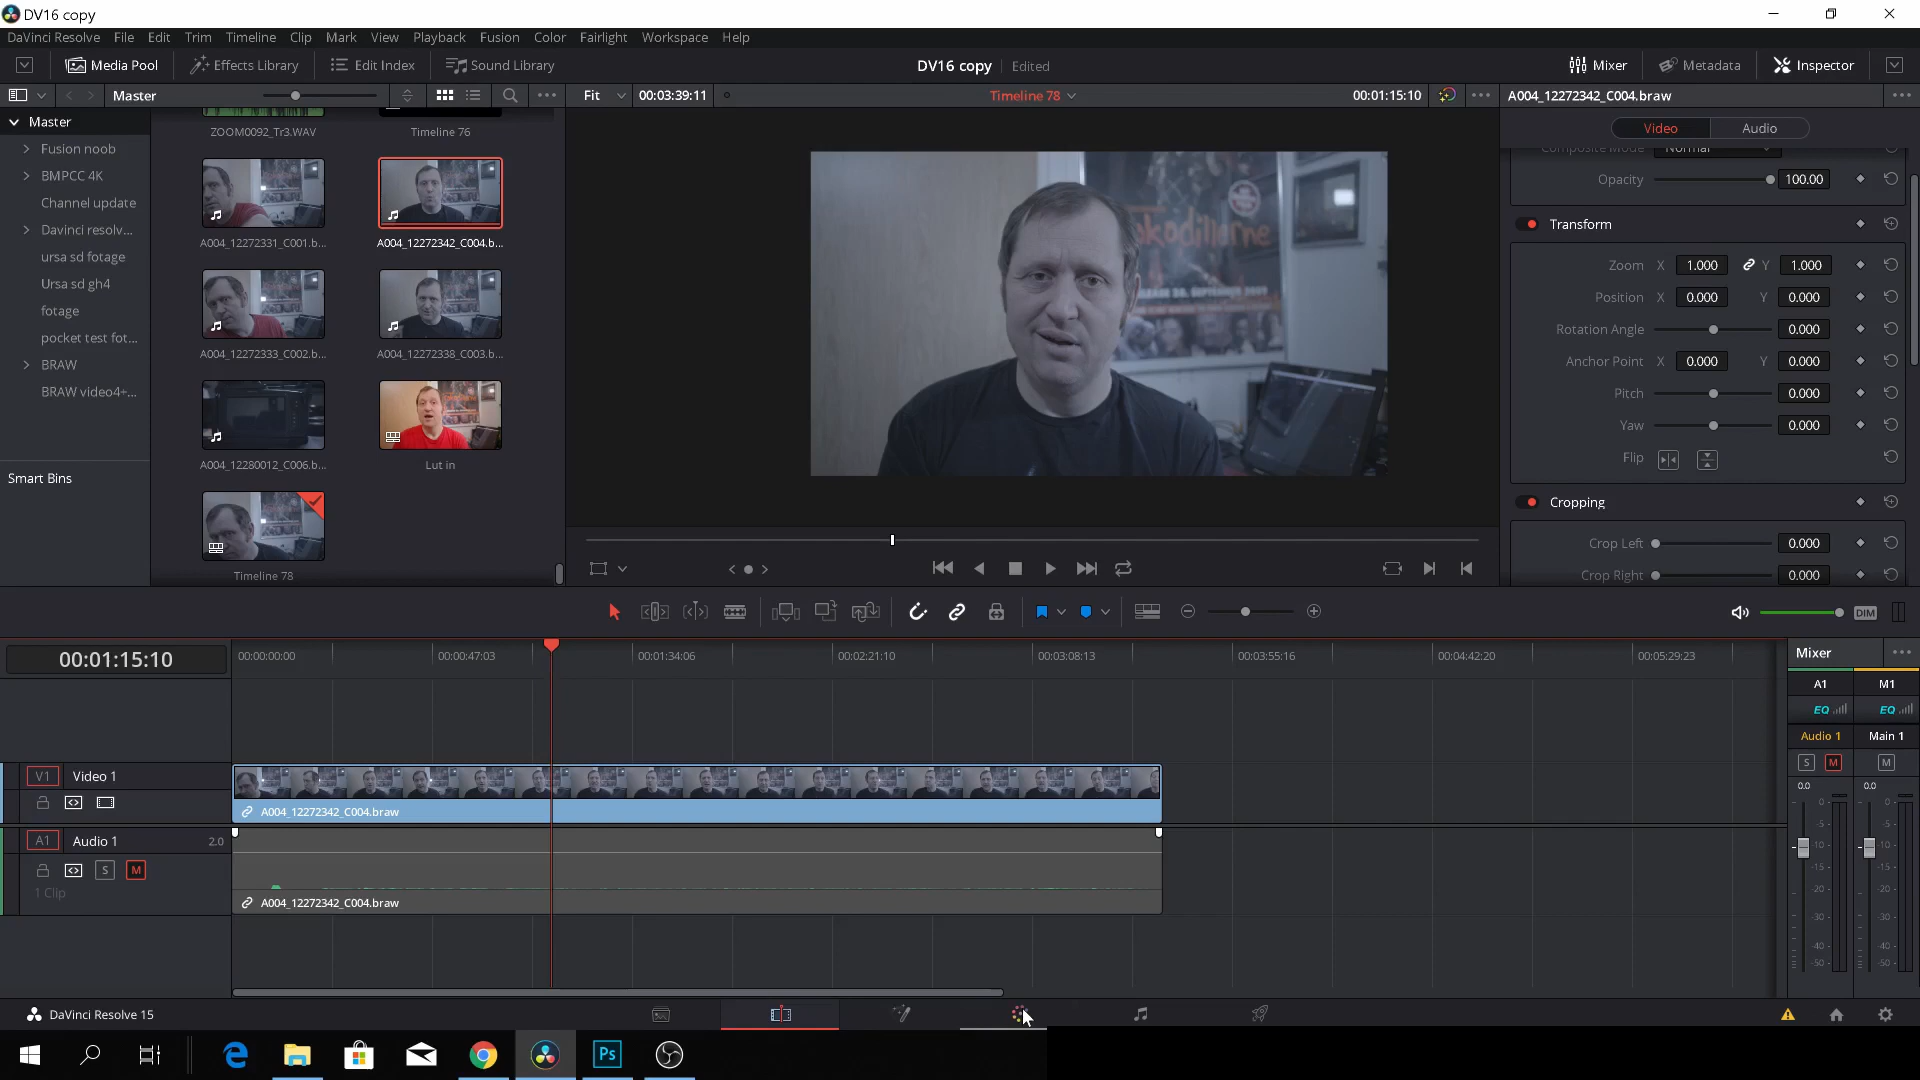 DV16 copy
DaVinci Resolve File Edit Trim Timeline Clip Mark View Playback Fusion Color Fairlight Workspace Help
Media Pool Effects Library Edit Index Sound Library DV16 copy Edited Mixer Metadata Inspector
Master Fit 00:03:39:11 Timeline 78 00:01:15:10 A004_12272342_C004.braw
Master
Fusion noob
BMPCC 4K
Channel update
Davinci resolv...
ursa sd fotage
Ursa sd gh4
fotage
pocket test fot...
BRAW
BRAW video4+...
Smart Bins
ZOOM0092_Tr3.WAV Timeline 76
A004_12272331_C001.b... A004_12272342_C004.b...
A004_12272333_C002.b... A004_12272338_C003.b...
A004_12280012_C006.b... Lut in
Timeline 78
Video Audio
Composite Mode Normal
Opacity 100.00
Transform
Zoom X 1.000 Y 1.000
Position X 0.000 Y 0.000
Rotation Angle 0.000
Anchor Point X 0.000 Y 0.000
Pitch 0.000
Yaw 0.000
Flip
Cropping
Crop Left 0.000
Crop Right 0.000
DIM
00:01:15:10
00:00:00:00 00:00:47:03 00:01:34:06 00:02:21:10 00:03:08:13 00:03:55:16 00:04:42:20 00:05:29:23
V1 Video 1
A004_12272342_C004.braw
A1 Audio 1 2.0
S M
1 Clip
A004_12272342_C004.braw
Mixer
A1 M1
EQ EQ
Audio 1 Main 1
S M M
0.0 0.0
0
-5
-10
-15
-20
-30
-40
-50
DaVinci Resolve 15
Ps